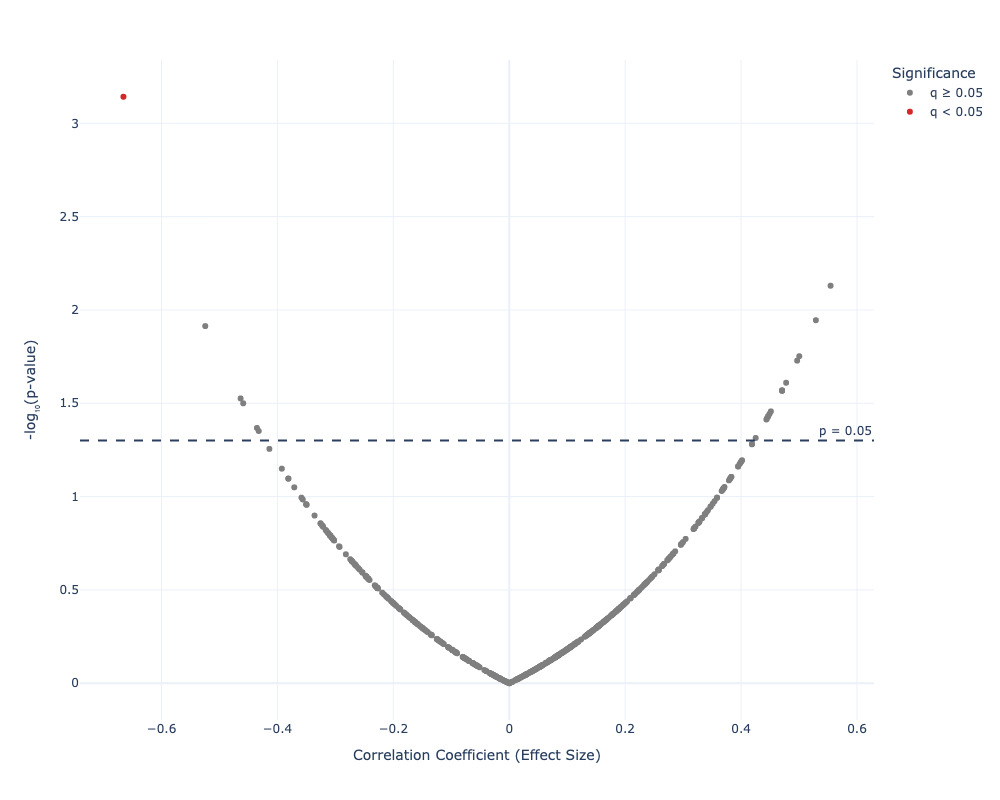 Significance
q ≥ 0.05
q < 0.05
3
2.5
2
1.5
1
0.5
0
-log₁₀(p-value)
p = 0.05
−0.6
−0.4
−0.2
0
0.2
0.4
0.6
Correlation Coefficient (Effect Size)